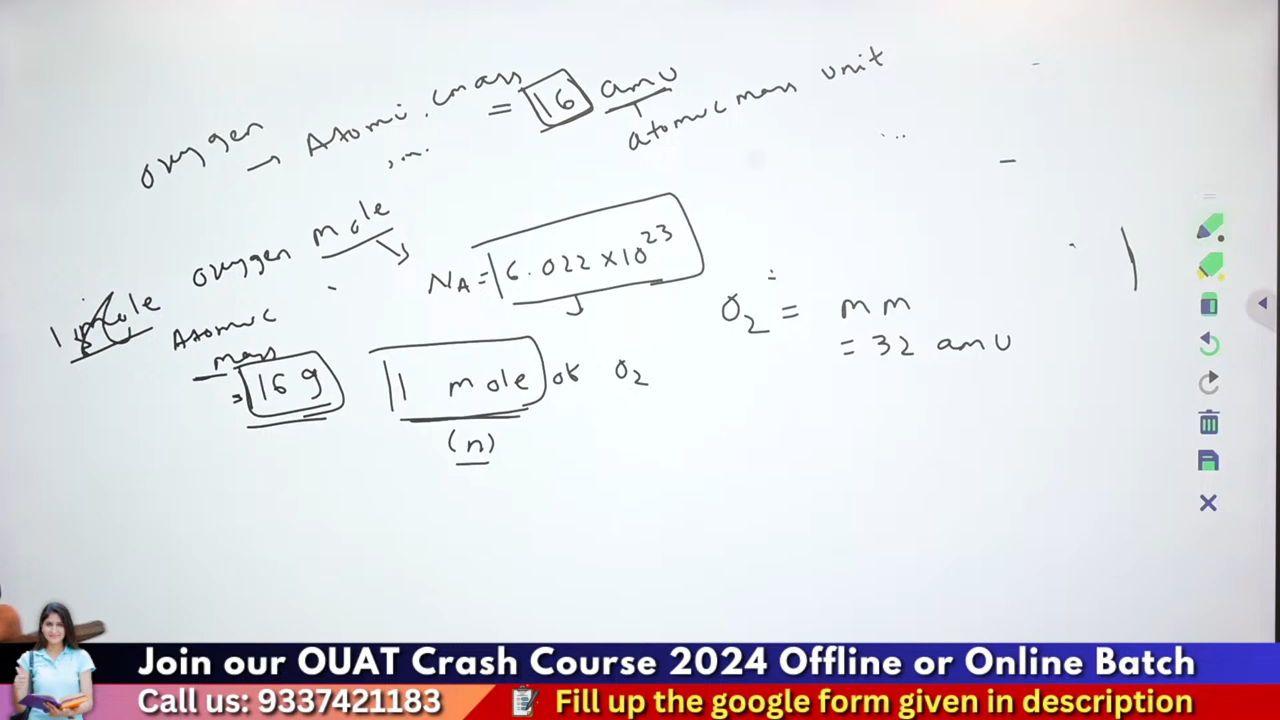 oxygen → Atomic mass = 16 amu
atomic mass unit
oxygen mole
NA = 6.022 × 10²³
1 mole
Atomic mass
= 16 g
1 mole of O₂
(n)
O₂ = mm
= 32 amu
Join our OUAT Crash Course 2024 Offline or Online Batch
Call us: 9337421183
Fill up the google form given in description